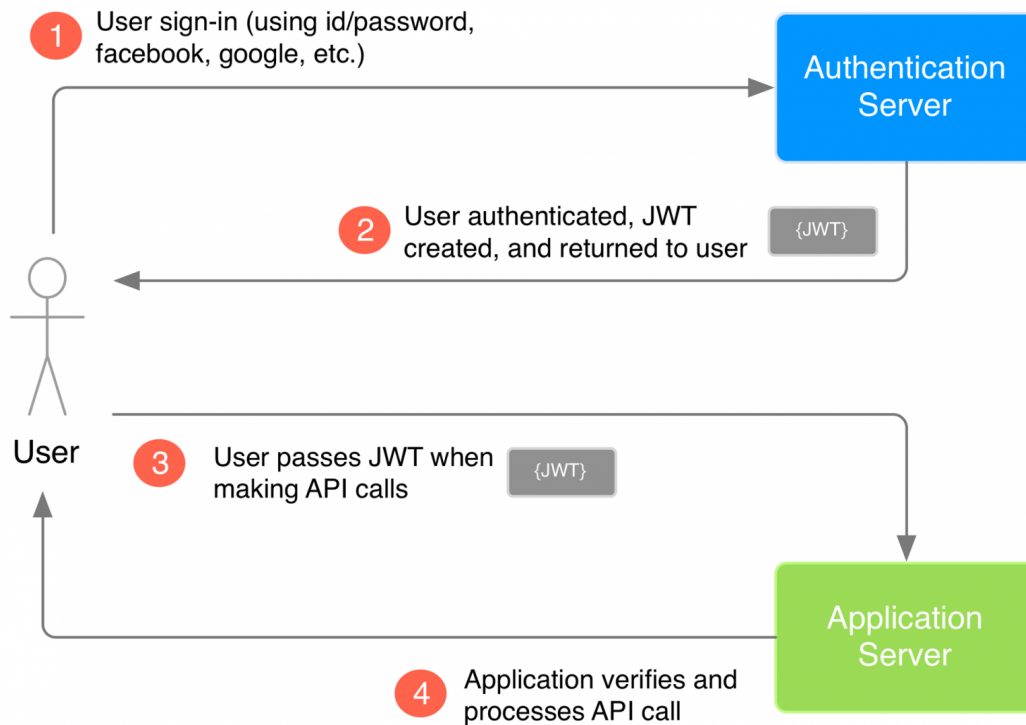 1
User sign-in (using id/password,
facebook, google, etc.)
Authentication
Server
2
User authenticated, JWT
created, and returned to user
{JWT}
User
3
User passes JWT when
making API calls
{JWT}
Application
Server
4
Application verifies and
processes API call